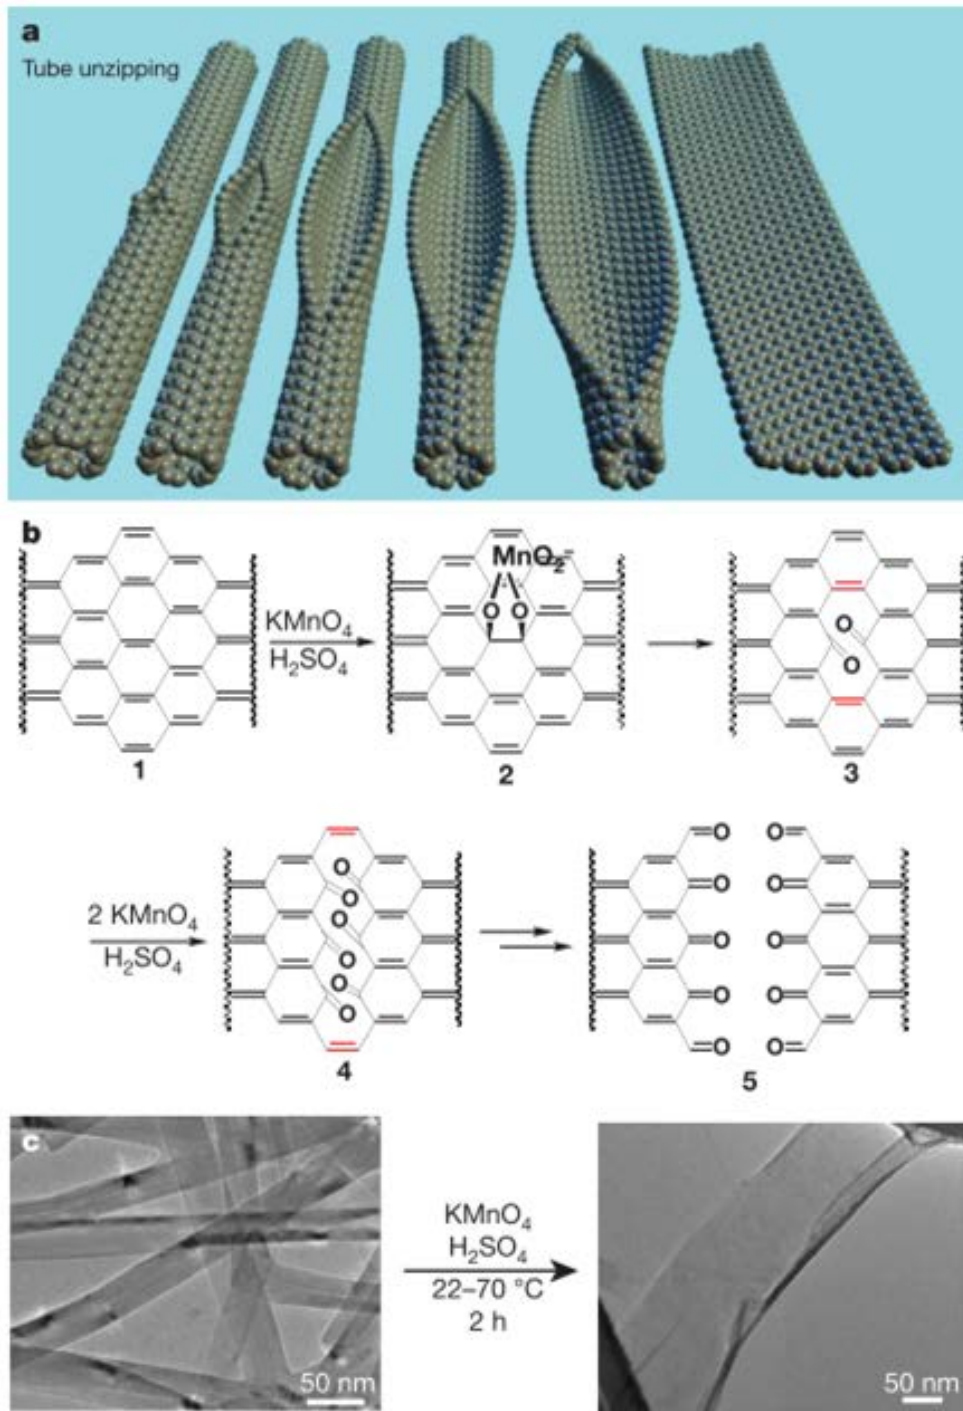 a
Tube unzipping
b
KMnO₄
H₂SO₄
MnO₂⁻
O O
O
O
1
2
3
2 KMnO₄
H₂SO₄
O
O
O
O
O
O
O O
O O
O O
O O
O O
4
5
c
KMnO₄
H₂SO₄
22–70 °C
2 h
50 nm
50 nm